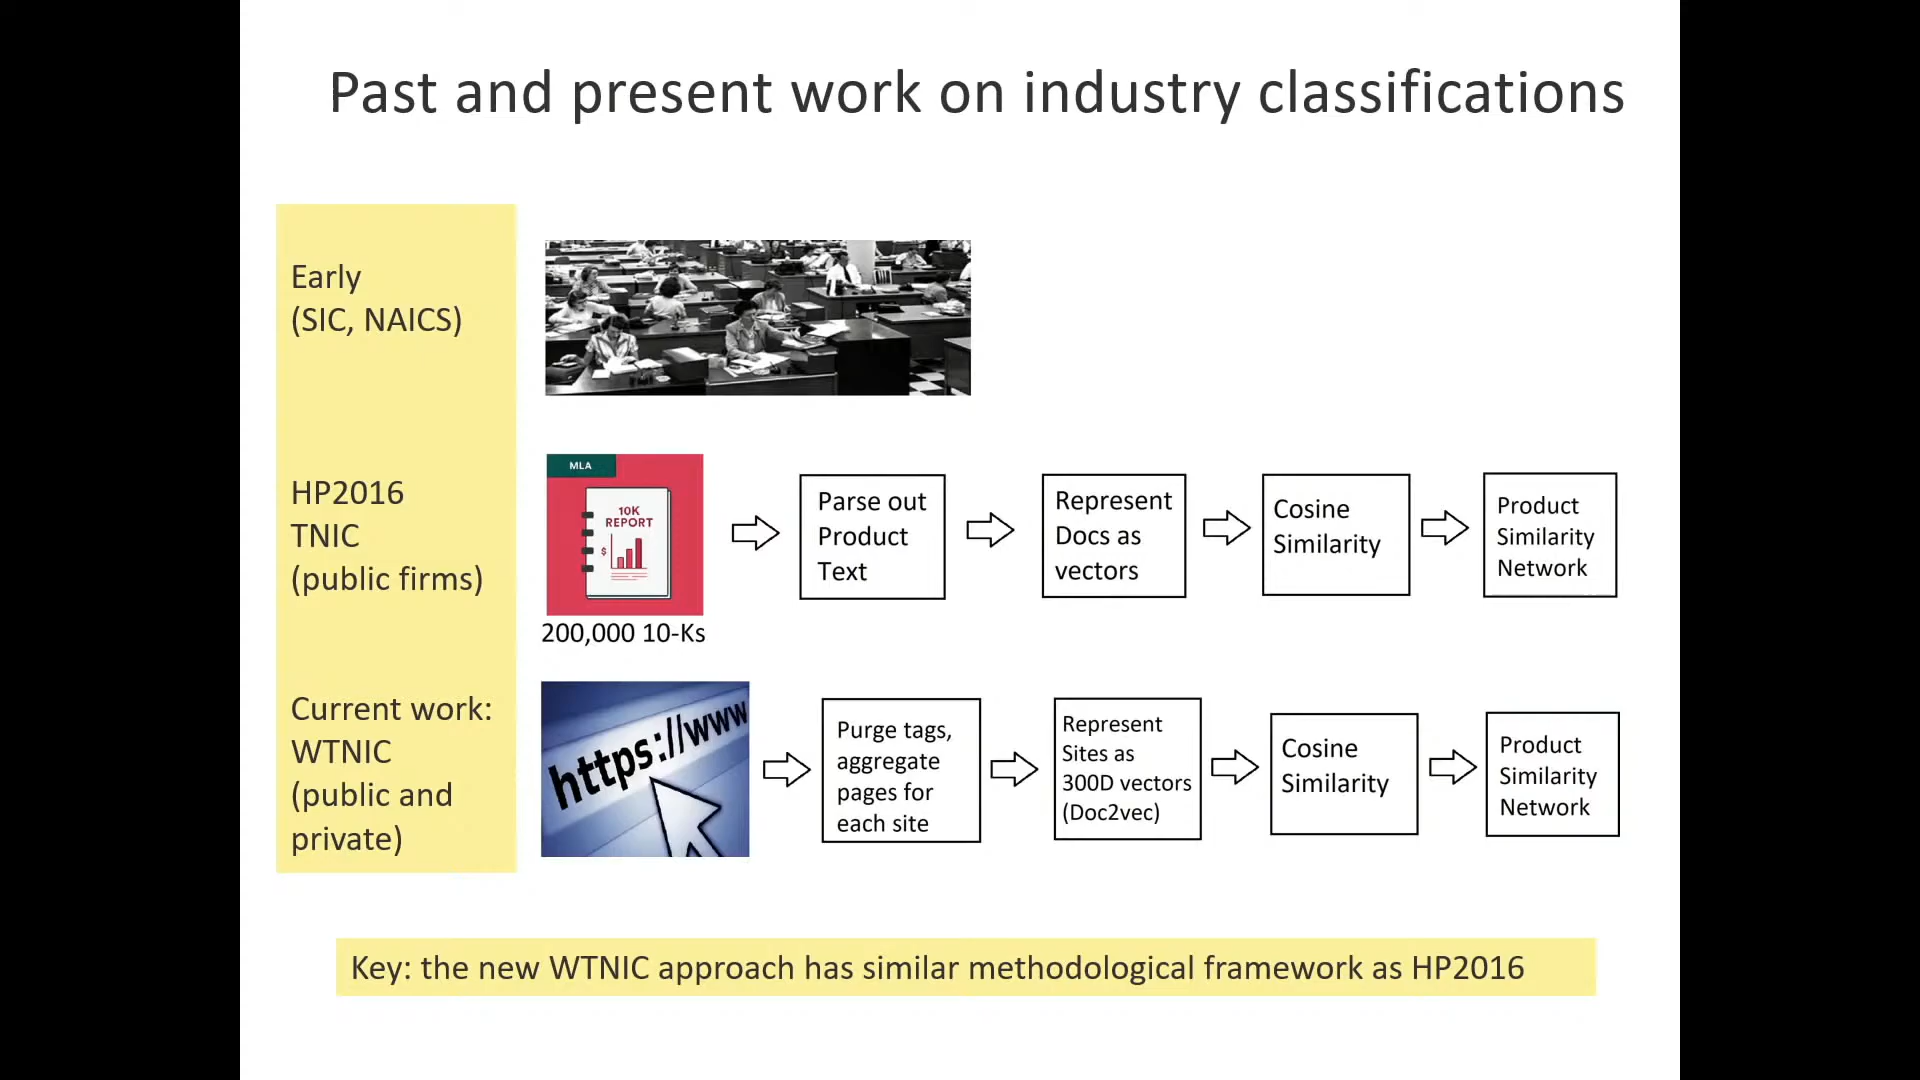 Past and present work on industry classifications
Early
(SIC, NAICS)
HP2016
TNIC
(public firms)
MLA
10K
REPORT
$
200,000 10-Ks
Parse out
Product
Text
Represent
Docs as
vectors
Cosine
Similarity
Product
Similarity
Network
Current work:
WTNIC
(public and
private)
https://www
Purge tags,
aggregate
pages for
each site
Represent
Sites as
300D vectors
(Doc2vec)
Cosine
Similarity
Product
Similarity
Network
Key: the new WTNIC approach has similar methodological framework as HP2016